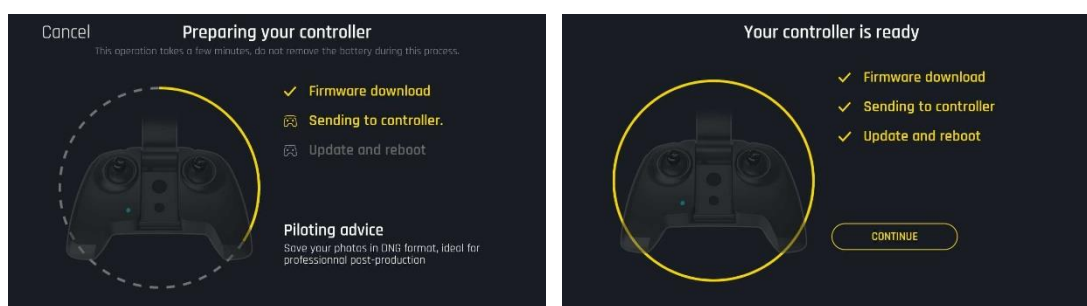 Cancel
Preparing your controller
This operation takes a few minutes, do not remove the battery during this process.
Firmware download
Sending to controller.
Update and reboot
Piloting advice
Save your photos in DNG format, ideal for
professionnal post-production
Your controller is ready
Firmware download
Sending to controller
Update and reboot
CONTINUE